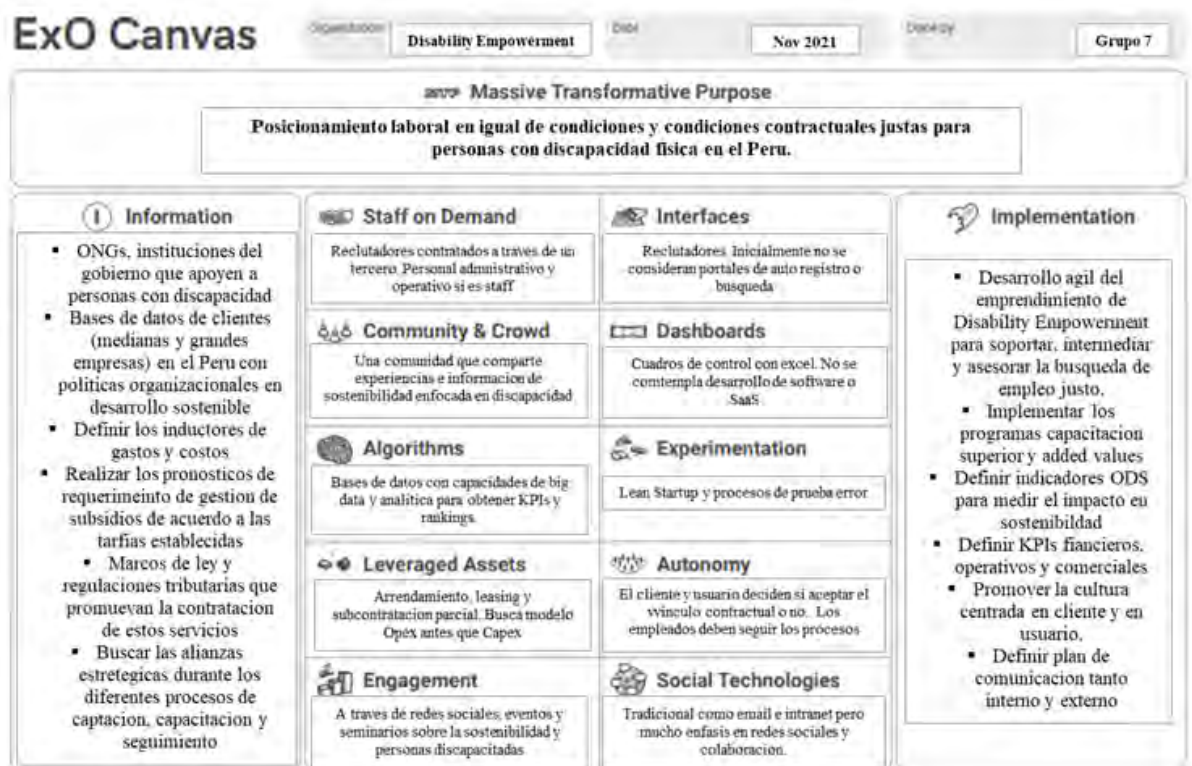 ExO Canvas
Organization
Disability Empowerment
Date
Nov 2021
Done by
Grupo 7
MTP Massive Transformative Purpose
Posicionamiento laboral en igual de condiciones y condiciones contractuales justas para
personas con discapacidad fisica en el Peru.
I Information
▪ ONGs, instituciones del
gobierno que apoyen a
personas con discapacidad
▪ Bases de datos de clientes
(medianas y grandes
empresas) en el Peru con
politicas organizacionales en
desarrollo sostenible
▪ Definir los inductores de
gastos y costos
▪ Realizar los pronosticos de
requerimeinto de gestion de
subsidios de acuerdo a las
tarfias establecidas
▪ Marcos de ley y
regulaciones tributarias que
promuevan la contratacion
de estos servicios
▪ Buscar las alianzas
estretegicas durante los
diferentes procesos de
captacion, capacitacion y
seguimiento
Staff on Demand
Reclutadores contratados a traves de un
tercero. Personal admnistrativo y
operativo si es staff
Community & Crowd
Una comunidad que comparte
experiencias e informacion de
sostenibilidad enfocada en discapacidad
Algorithms
Bases de datos con capacidades de big
data y analitica para obtener KPIs y
rankings.
Leveraged Assets
Arrendamiento, leasing y
subcontratacion parcial. Busca modelo
Opex antes que Capex
Engagement
A traves de redes sociales, eventos y
seminarios sobre la sostenibilidad y
personas discapacitadas
Interfaces
Reclutadores. Inicialmente no se
consideran portales de auto registro o
busqueda
Dashboards
Cuadros de control con excel. No se
comtempla desarrollo de software o
SaaS
Experimentation
Lean Startup y procesos de prueba error
Autonomy
El cliente y usuario deciden si aceptar el
vvinculo contractual o no. Los
empleados deben seguir los procesos
Social Technologies
Tradicional como email e intranet pero
mucho enfasis en redes sociales y
colaboracion.
Implementation
▪ Desarrollo agil del
emprendimiento de
Disability Empowerment
para soportar, intermediar
y asesorar la busqueda de
empleo justo.
▪ Implementar los
programas capacitacion
superior y added values
▪ Definir indicadores ODS
para medir el impacto en
sostenibildad
▪ Definir KPIs fiancieros,
operativos y comerciales
▪ Promover la cultura
centrada en cliente y en
usuario.
▪ Definir plan de
comunicacion tanto
interno y externo